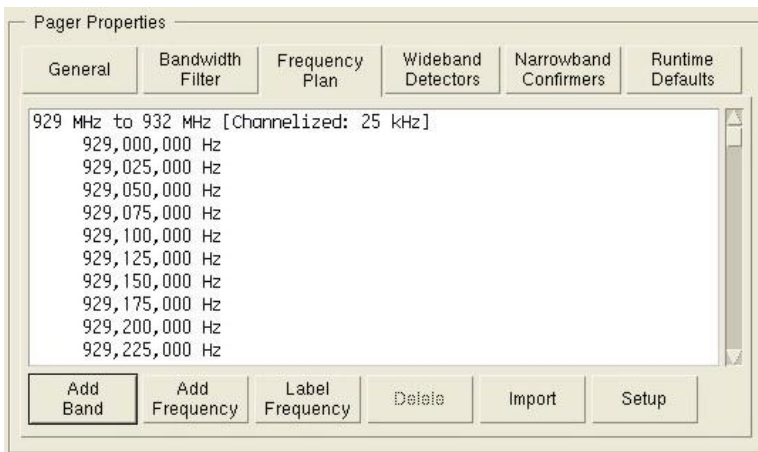 Pager Properties
General
Bandwidth
Filter
Frequency
Plan
Wideband
Detectors
Narrowband
Confirmers
Runtime
Defaults
929 MHz to 932 MHz [Channelized: 25 kHz]
929,000,000 Hz
929,025,000 Hz
929,050,000 Hz
929,075,000 Hz
929,100,000 Hz
929,125,000 Hz
929,150,000 Hz
929,175,000 Hz
929,200,000 Hz
929,225,000 Hz
Add
Band
Add
Frequency
Label
Frequency
Delete
Import
Setup